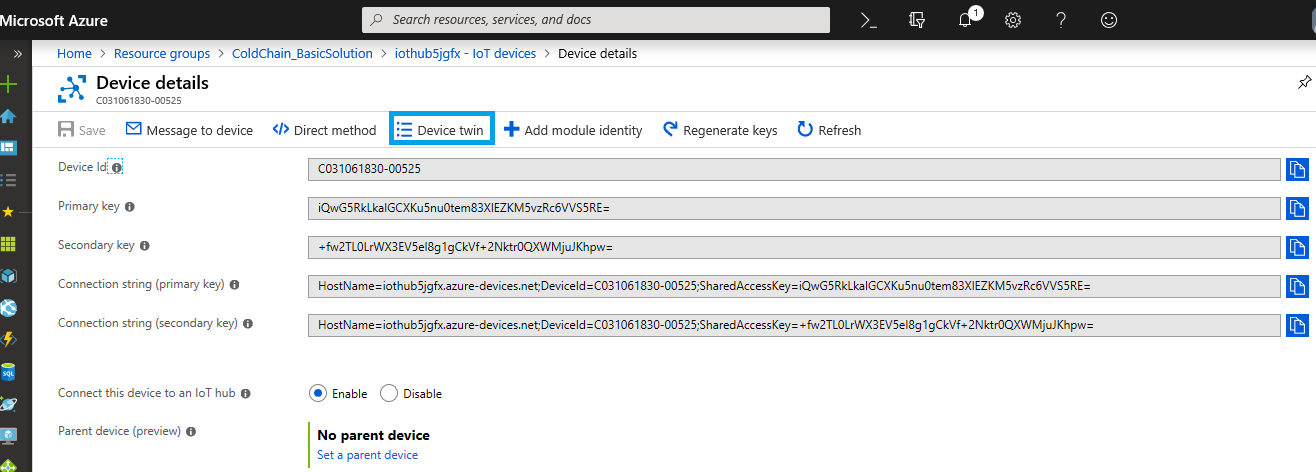 Microsoft Azure
Search resources, services, and docs
1
Home > Resource groups > ColdChain_BasicSolution > iothub5jgfx - IoT devices > Device details
Device details
C031061830-00525
Save Message to device Direct method Device twin Add module identity Regenerate keys Refresh
Device Id C031061830-00525
Primary key iQwG5RkLkalGCXKu5nu0tem83XIEZKM5vzRc6VVS5RE=
Secondary key +fw2TL0LrWX3EV5el8g1gCkVf+2Nktr0QXWMjuJKhpw=
Connection string (primary key) HostName=iothub5jgfx.azure-devices.net;DeviceId=C031061830-00525;SharedAccessKey=iQwG5RkLkalGCXKu5nu0tem83XIEZKM5vzRc6VVS5RE=
Connection string (secondary key) HostName=iothub5jgfx.azure-devices.net;DeviceId=C031061830-00525;SharedAccessKey=+fw2TL0LrWX3EV5el8g1gCkVf+2Nktr0QXWMjuJKhpw=
Connect this device to an IoT hub Enable Disable
Parent device (preview) No parent device
Set a parent device
SQL